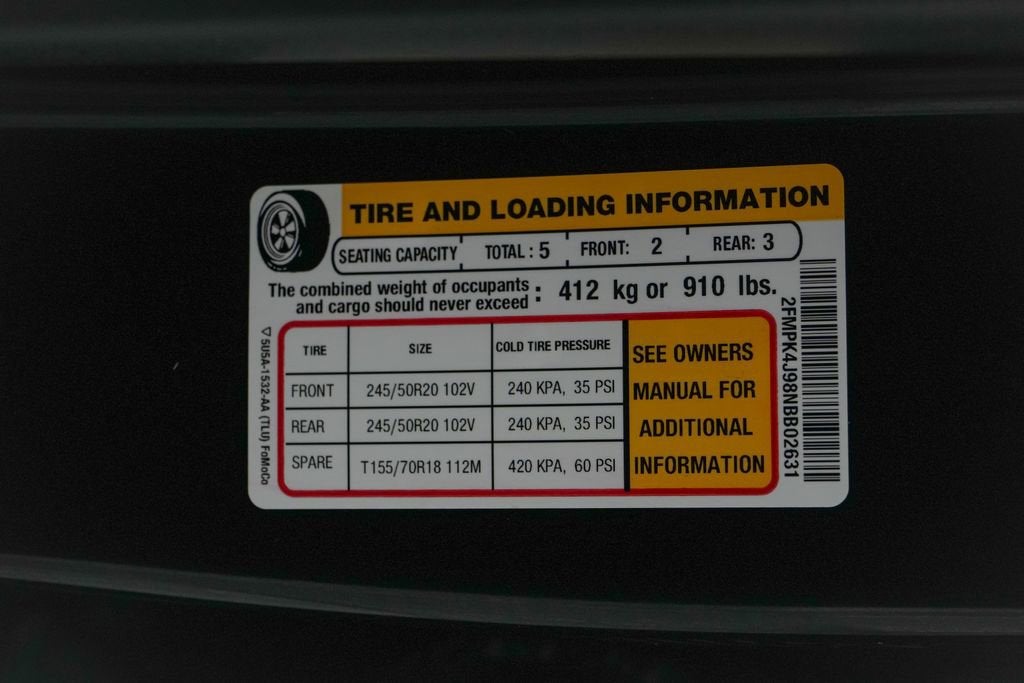 TIRE AND LOADING INFORMATION
SEATING CAPACITY TOTAL: 5 FRONT: 2 REAR: 3
The combined weight of occupants
and cargo should never exceed : 412 kg or 910 lbs.
TIRE SIZE COLD TIRE PRESSURE
FRONT 245/50R20 102V 240 KPA, 35 PSI
REAR 245/50R20 102V 240 KPA, 35 PSI
SPARE T155/70R18 112M 420 KPA, 60 PSI
SEE OWNERS
MANUAL FOR
ADDITIONAL
INFORMATION
2FMPK4J98NBB02631
▽5U5A-1532-AA (TLU) FoMoCo